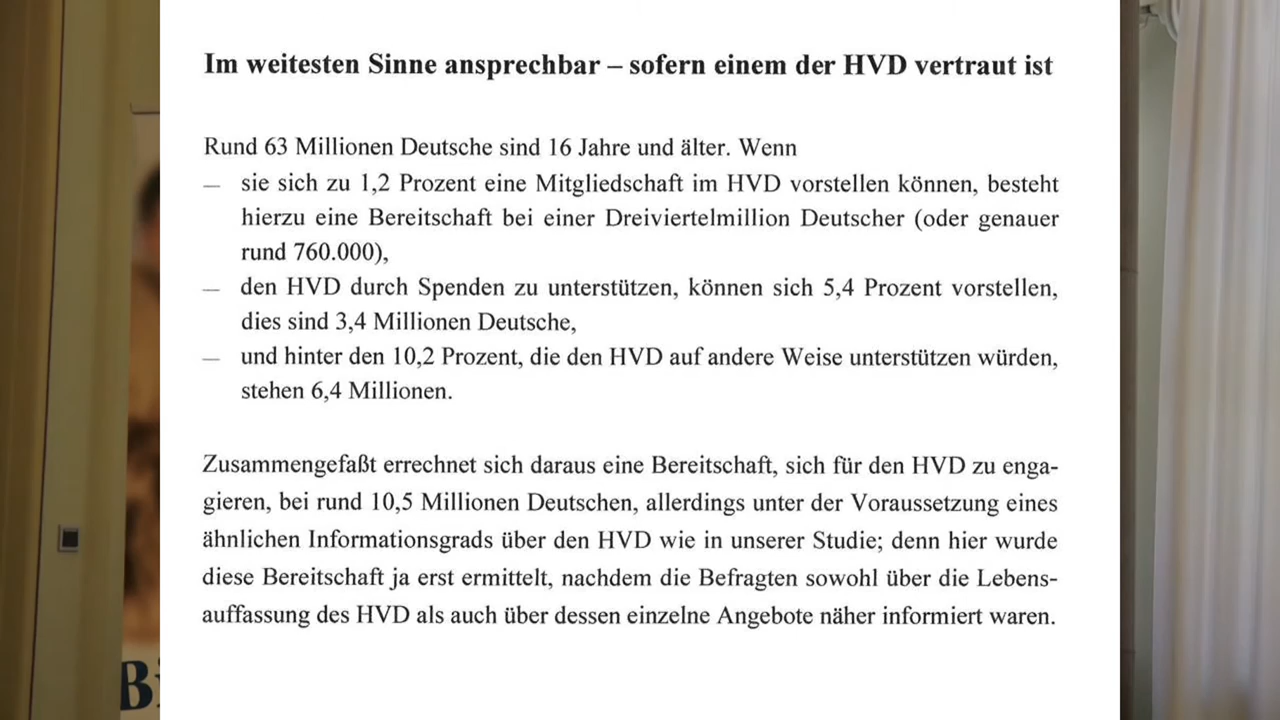 Im weitesten Sinne ansprechbar – sofern einem der HVD vertraut ist
Rund 63 Millionen Deutsche sind 16 Jahre und älter. Wenn
— sie sich zu 1,2 Prozent eine Mitgliedschaft im HVD vorstellen können, besteht
hierzu eine Bereitschaft bei einer Dreiviertelmillion Deutscher (oder genauer
rund 760.000),
— den HVD durch Spenden zu unterstützen, können sich 5,4 Prozent vorstellen,
dies sind 3,4 Millionen Deutsche,
— und hinter den 10,2 Prozent, die den HVD auf andere Weise unterstützen würden,
stehen 6,4 Millionen.
Zusammengefaßt errechnet sich daraus eine Bereitschaft, sich für den HVD zu enga-
gieren, bei rund 10,5 Millionen Deutschen, allerdings unter der Voraussetzung eines
ähnlichen Informationsgrads über den HVD wie in unserer Studie; denn hier wurde
diese Bereitschaft ja erst ermittelt, nachdem die Befragten sowohl über die Lebens-
auffassung des HVD als auch über dessen einzelne Angebote näher informiert waren.